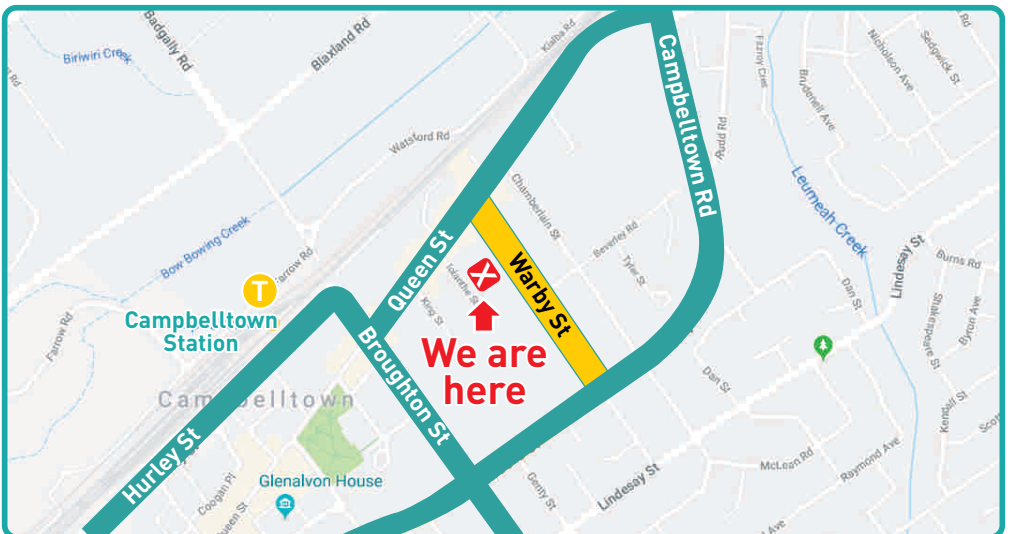 Badgally Rd
Blaxland Rd
Kialba Rd
Biriwiri Creek
Campbelltown Rd
Fitzroy Cres
Nicholson Ave
Sedgwick St
Rd
Brudenell Ave
Rudd Rd
Watsford Rd
Leumeah Creek
Chamberlain St
Bow Bowing Creek
Farrow Rd
Queen St
Beverley Rd
Tyler St
Lindesay St
Burns Rd
T
Campbelltown
Station
Iolanthe St
King St
Warby St
Dan St
Shakespeare St
Byron Ave
Farrow Rd
We are
here
Broughton St
Dan St
Campbelltown
Hurley St
Kendall St
Glenalvon House
Coogan Pl
Queen St
Genty St
Lindesay St
McLean Rd
Raymond Ave